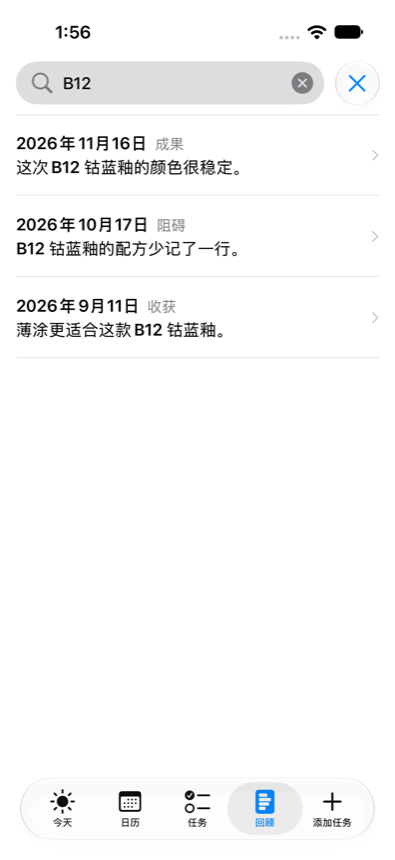 1:56
B12
2026年11月16日 成果
这次 B12 钴蓝釉的颜色很稳定。
2026年10月17日 阻碍
B12 钴蓝釉的配方少记了一行。
2026年9月11日 收获
薄涂更适合这款 B12 钴蓝釉。
今天
日历
任务
回顾
添加任务